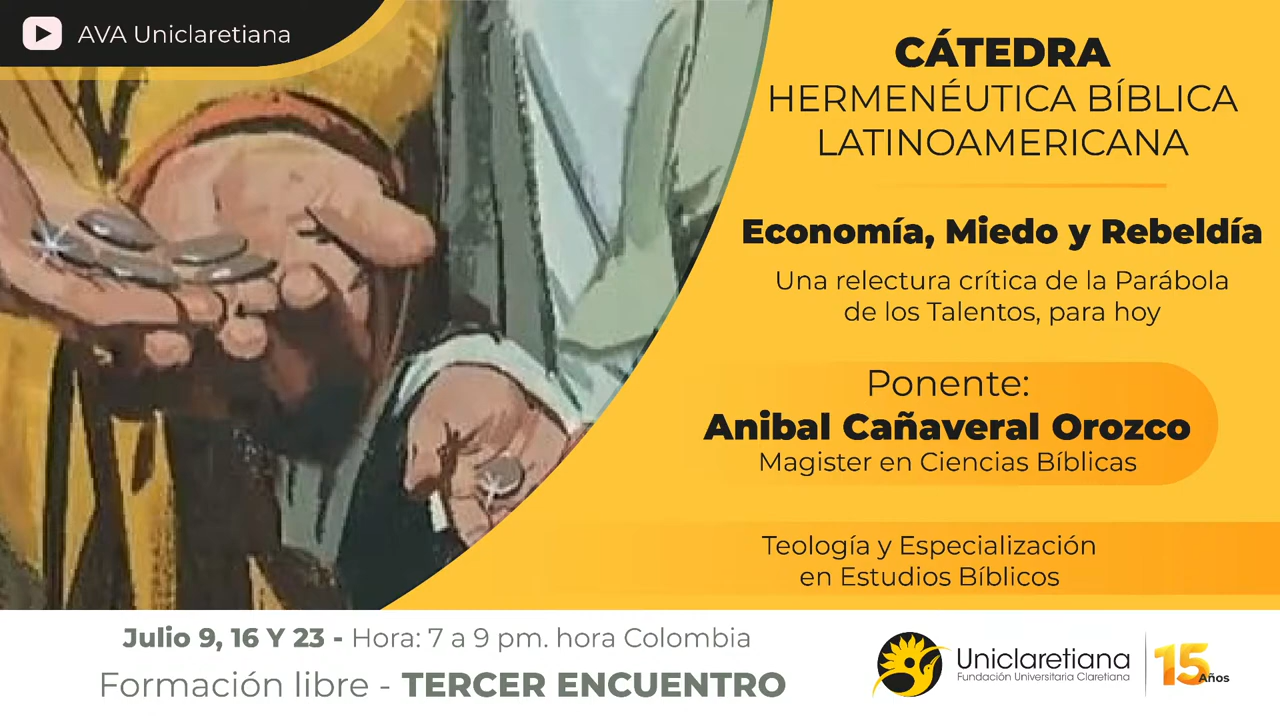 AVA Uniclaretiana
CÁTEDRA
HERMENÉUTICA BÍBLICA
LATINOAMERICANA
Economía, Miedo y Rebeldía
Una relectura crítica de la Parábola
de los Talentos, para hoy
Ponente:
Anibal Cañaveral Orozco
Magister en Ciencias Bíblicas
Teología y Especialización
en Estudios Bíblicos
Julio 9, 16 Y 23 - Hora: 7 a 9 pm. hora Colombia
Formación libre - TERCER ENCUENTRO
Uniclaretiana
Fundación Universitaria Claretiana
15 Años